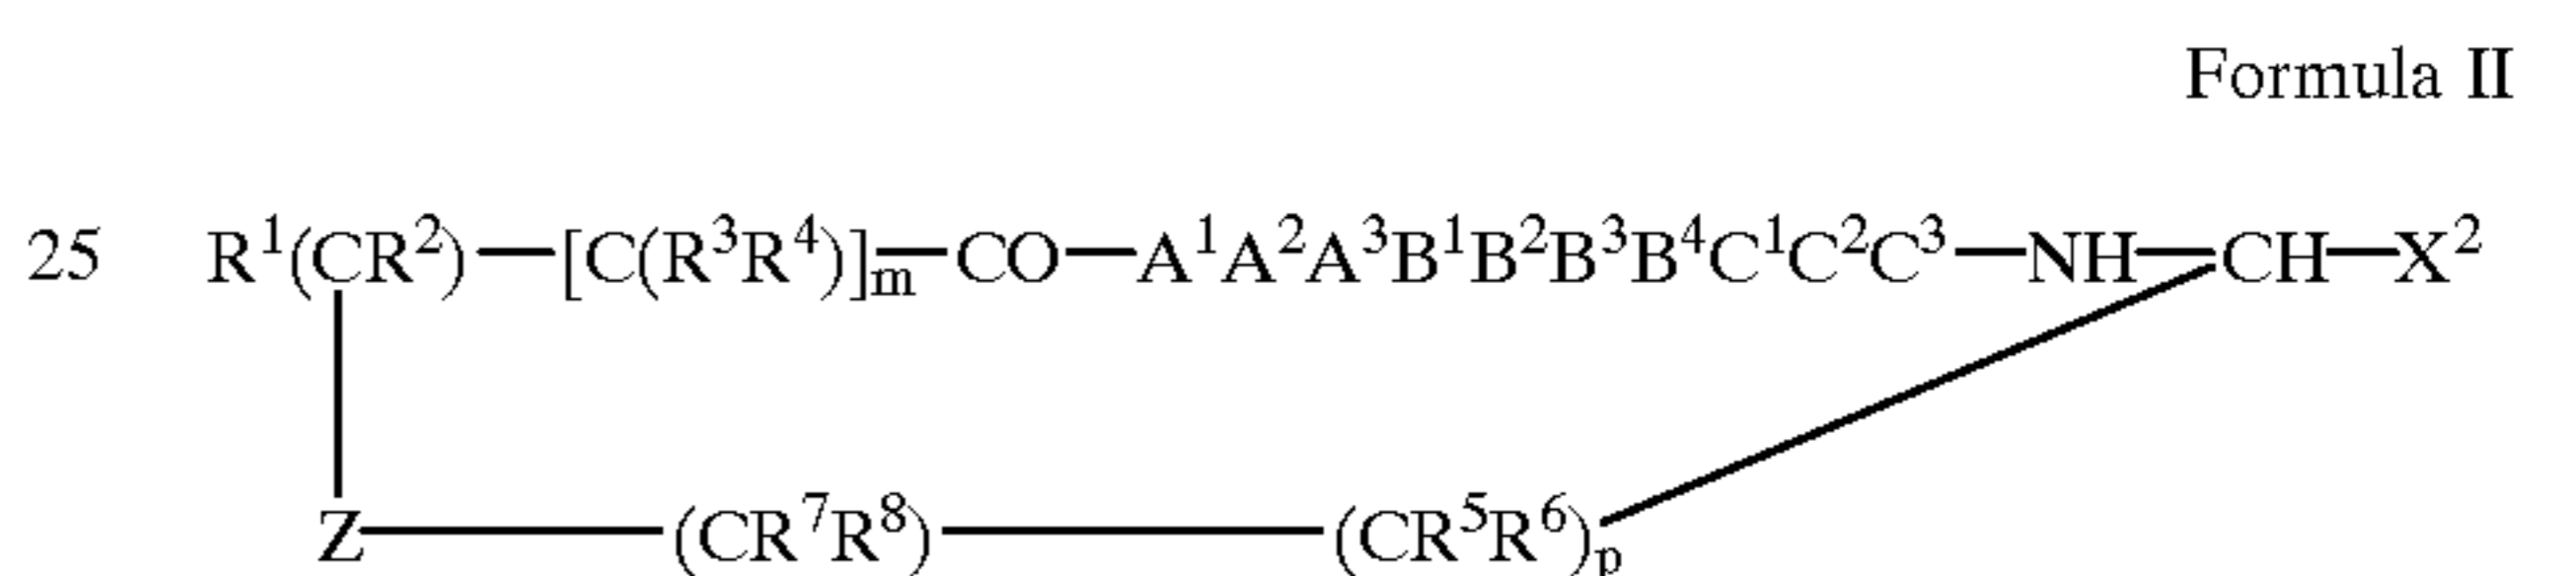 Formula II
25 R¹(CR²)—[C(R³R⁴)]ₘ—CO—A¹A²A³B¹B²B³B⁴C¹C²C³—NH—CH—X²
Z—(CR⁷R⁸)—(CR⁵R⁶)ₚ